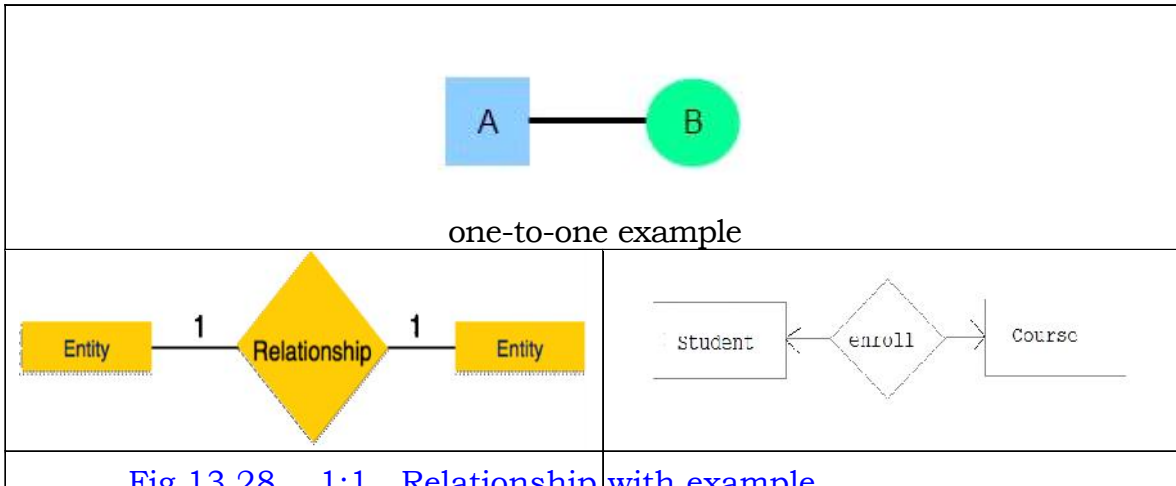 A B
one-to-one example
Entity 1 Relationship 1 Entity
Student enroll Course
Fig 13.28 1:1 Relationship with example